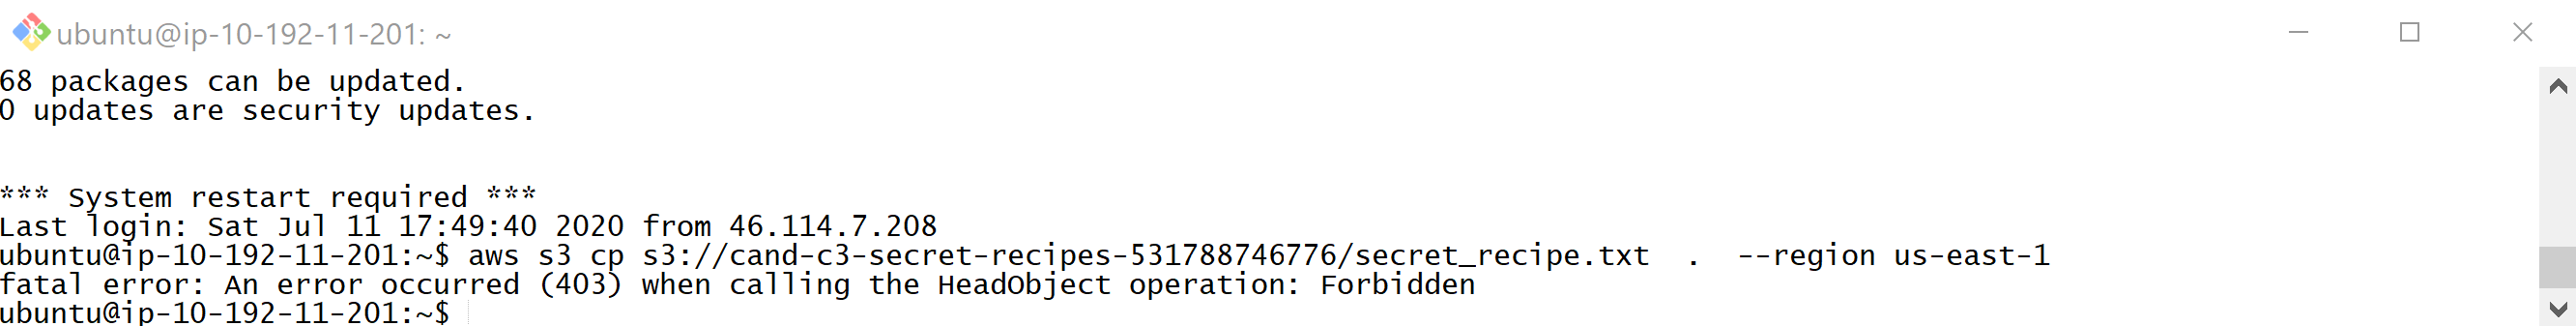 ubuntu@ip-10-192-11-201: ~
68 packages can be updated.
0 updates are security updates.
*** System restart required ***
Last login: Sat Jul 11 17:49:40 2020 from 46.114.7.208
ubuntu@ip-10-192-11-201:~$ aws s3 cp s3://cand-c3-secret-recipes-531788746776/secret_recipe.txt  .  --region us-east-1
fatal error: An error occurred (403) when calling the HeadObject operation: Forbidden
ubuntu@ip-10-192-11-201:~$